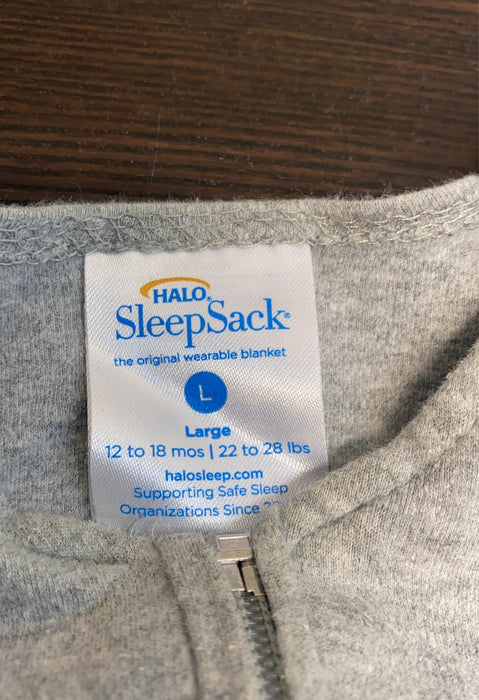 HALO®
SleepSack®
the original wearable blanket
L
Large
12 to 18 mos | 22 to 28 lbs
halosleep.com
Supporting Safe Sleep
Organizations Since